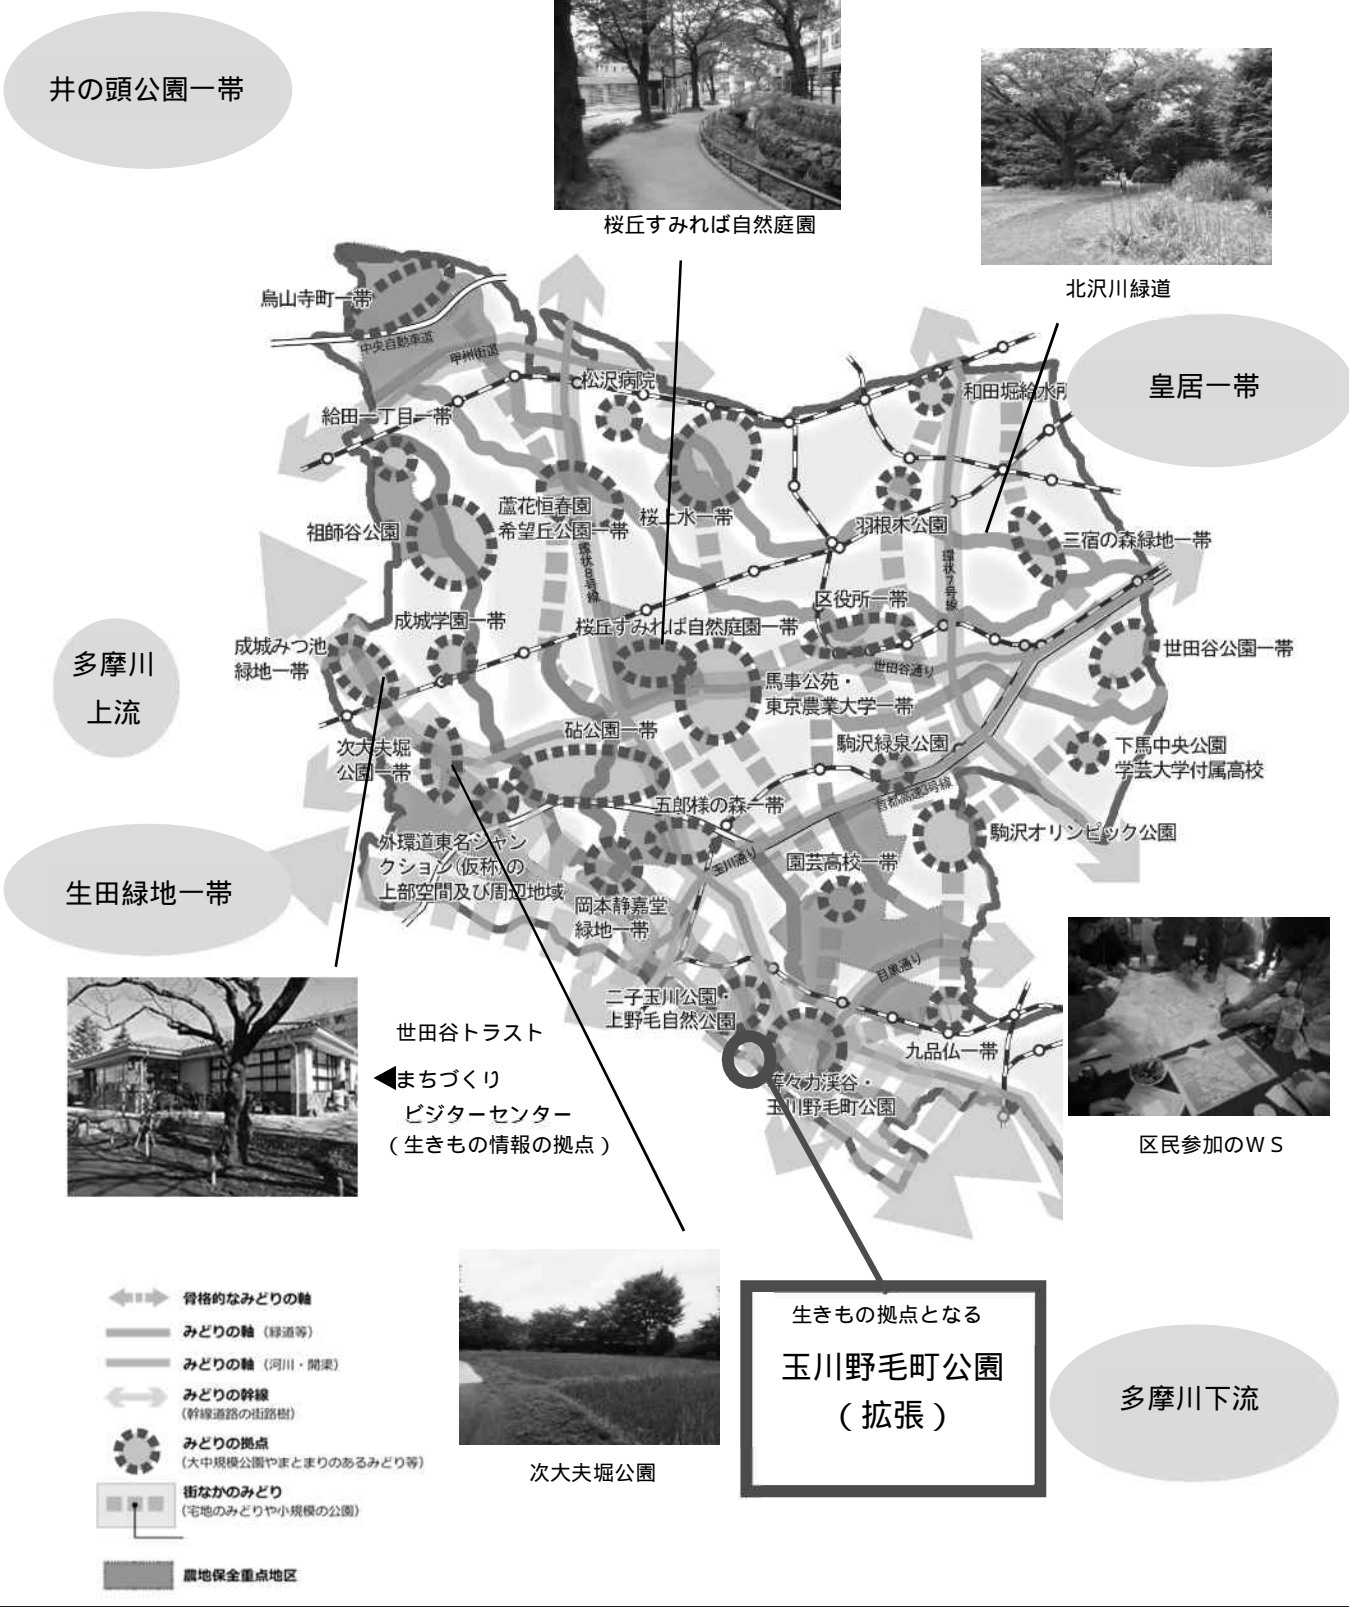 井の頭公園一帯
桜丘すみれば自然庭園
北沢川緑道
皇居一帯
烏山寺町一帯
中央自動車道
甲州街道
松沢病院
和田堀給水所
給田一丁目一帯
蘆花恒春園
希望丘公園一帯
桜上水一帯
羽根木公園
祖師谷公園
三宿の森緑地一帯
環状8号線
環状7号線
区役所一帯
成城学園一帯
桜丘すみれば自然庭園一帯
成城みつ池
緑地一帯
世田谷通り
世田谷公園一帯
多摩川
上流
馬事公苑・
東京農業大学一帯
砧公園一帯
次大夫堀
公園一帯
駒沢緑泉公園
下馬中央公園
学芸大学付属高校
首都高速3号線
五郎様の森一帯
駒沢オリンピック公園
外環道東名ジャン
クション(仮称)の
上部空間及び周辺地域
玉川通り
園芸高校一帯
生田緑地一帯
岡本静嘉堂
緑地一帯
目黒通り
二子玉川公園・
上野毛自然公園
九品仏一帯
等々力渓谷・
玉川野毛町公園
世田谷トラスト
まちづくり
ビジターセンター
(生きもの情報の拠点)
区民参加のWS
生きもの拠点となる
玉川野毛町公園
(拡張)
多摩川下流
次大夫堀公園
骨格的なみどりの軸
みどりの軸(緑道等)
みどりの軸(河川・開渠)
みどりの幹線
(幹線道路の街路樹)
みどりの拠点
(大中規模公園やまとまりのあるみどり等)
街なかのみどり
(宅地のみどりや小規模の公園)
農地保全重点地区